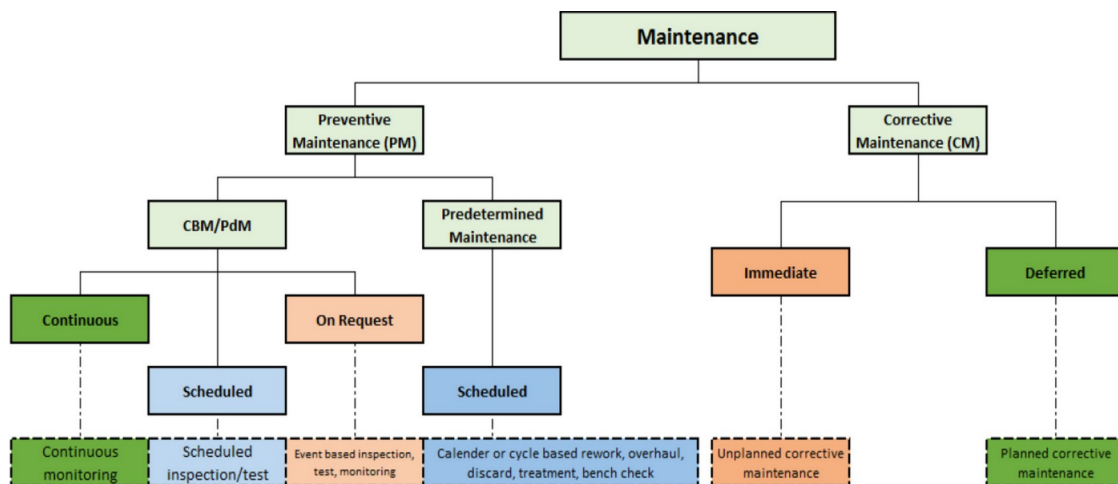 Maintenance
Preventive
Maintenance (PM)
Corrective
Maintenance (CM)
CBM/PdM
Predetermined
Maintenance
Immediate
Deferred
Continuous
On Request
Scheduled
Scheduled
Continuous
monitoring
Scheduled
inspection/test
Event based inspection,
test, monitoring
Calender or cycle based rework, overhaul,
discard, treatment, bench check
Unplanned corrective
maintenance
Planned corrective
maintenance